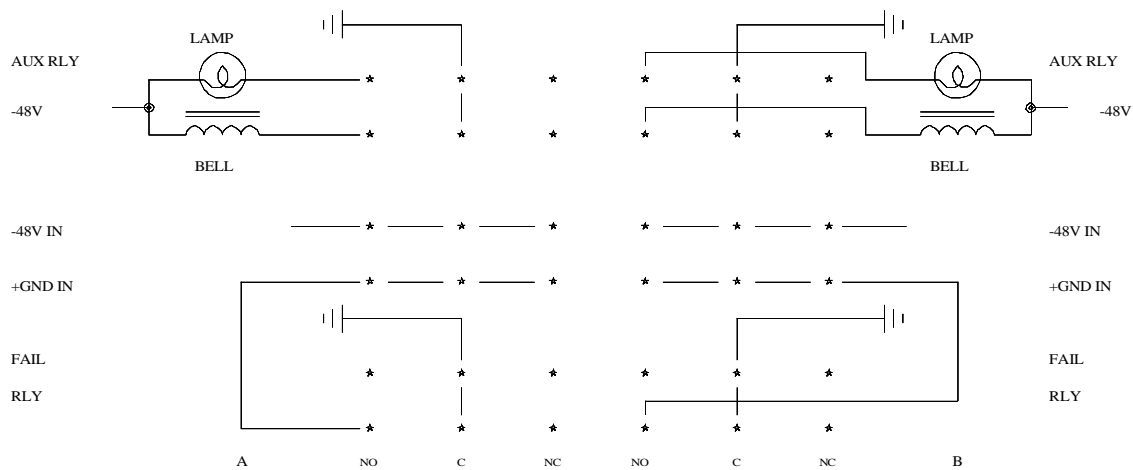 LAMP LAMP
AUX RLY AUX RLY
-48V -48V
BELL BELL
-48V IN -48V IN
+GND IN +GND IN
FAIL FAIL
RLY RLY
A NO C NC NO C NC B